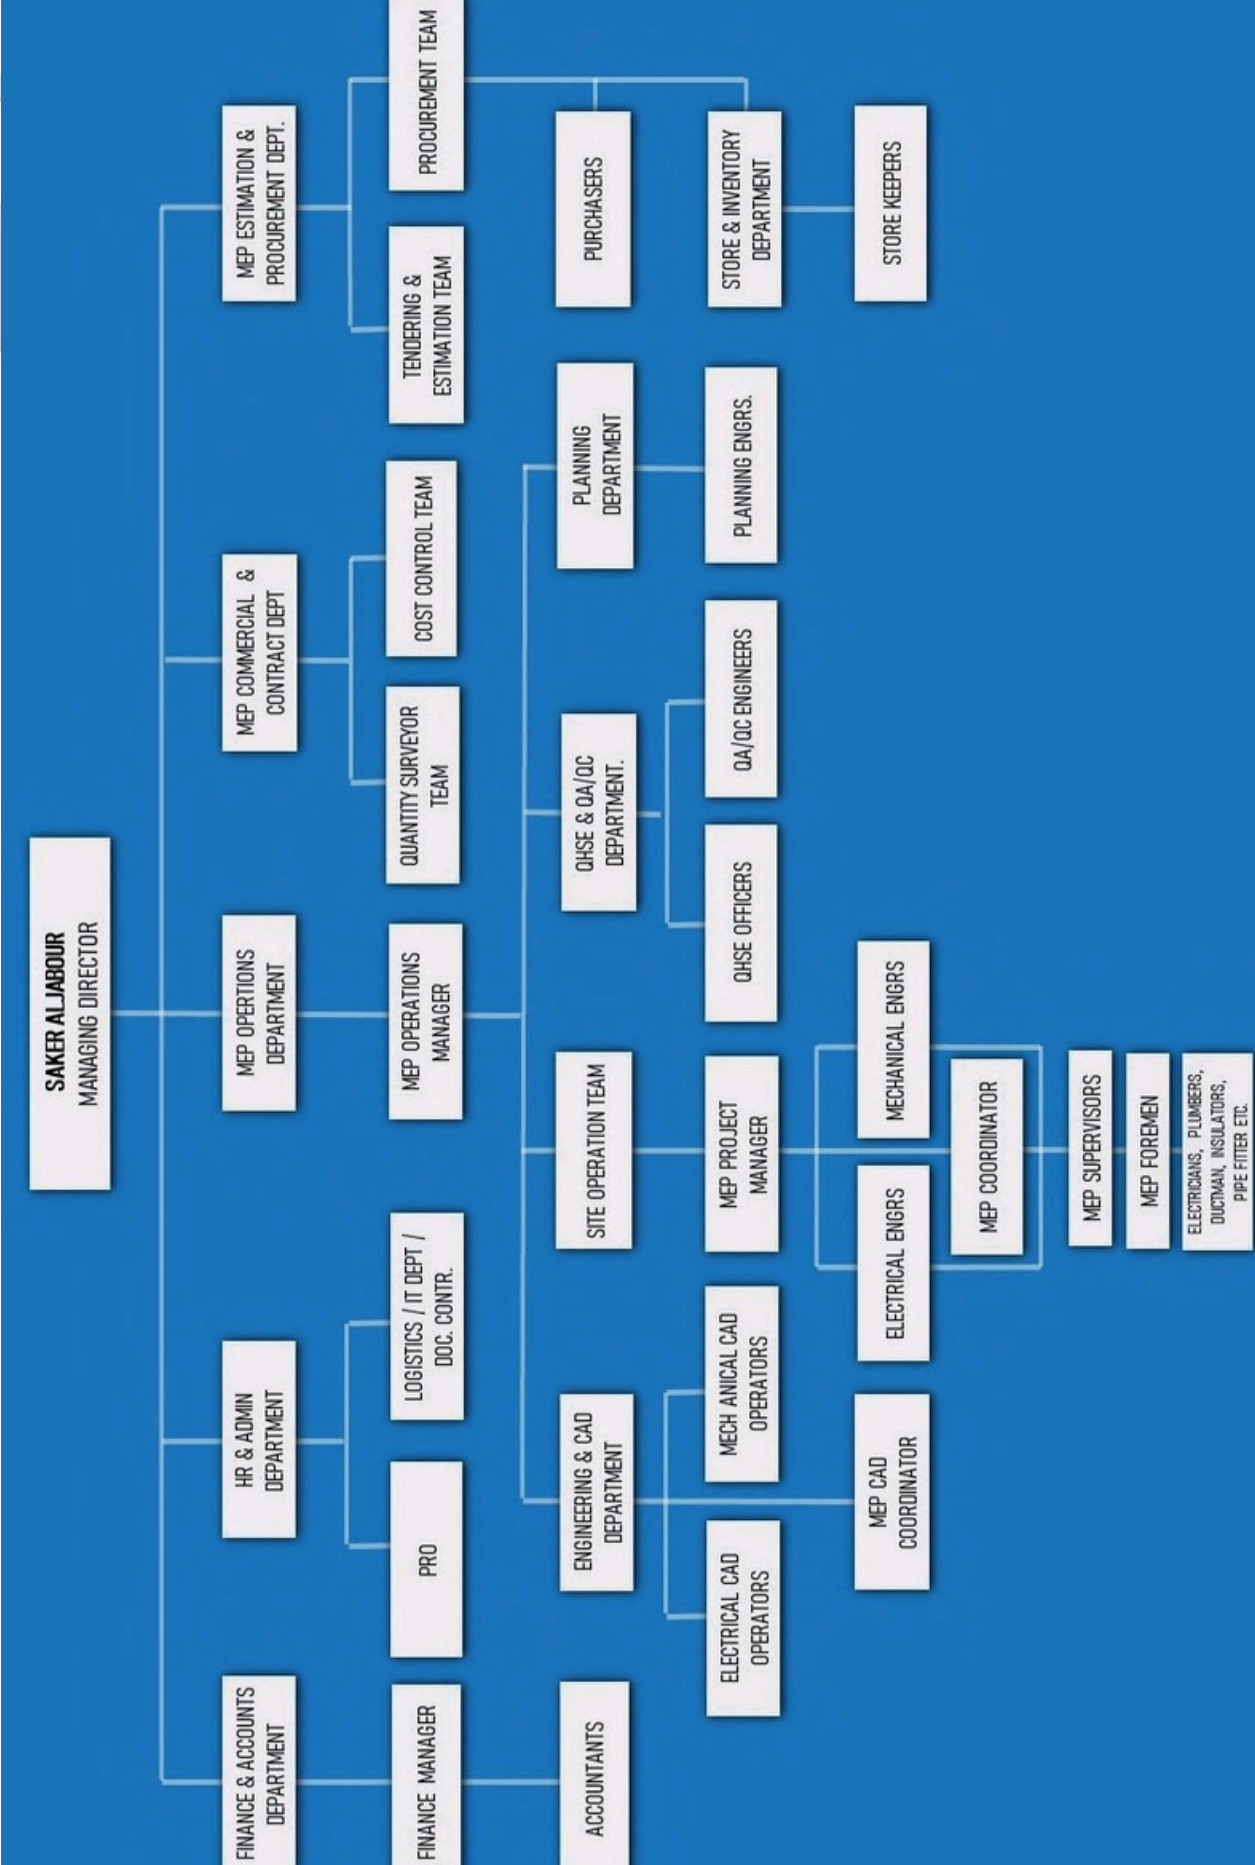 SAKER ALJABOUR
MANAGING DIRECTOR
FINANCE & ACCOUNTS
DEPARTMENT
HR & ADMIN
DEPARTMENT
MEP OPERTIONS
DEPARTMENT
MEP COMMERCIAL &
CONTRACT DEPT
MEP ESTIMATION &
PROCUREMENT DEPT.
FINANCE MANAGER
PRO
LOGISTICS / IT DEPT /
DOC. CONTR.
MEP OPERATIONS
MANAGER
QUANTITY SURVEYOR
TEAM
COST CONTROL TEAM
TENDERING &
ESTIMATION TEAM
PROCUREMENT TEAM
ACCOUNTANTS
ENGINEERING & CAD
DEPARTMENT
SITE OPERATION TEAM
QHSE & QA/QC
DEPARTMENT.
PLANNING
DEPARTMENT
PURCHASERS
ELECTRICAL CAD
OPERATORS
MECH ANICAL CAD
OPERATORS
MEP PROJECT
MANAGER
QHSE OFFICERS
QA/QC ENGINEERS
PLANNING ENGRS.
STORE & INVENTORY
DEPARTMENT
MEP CAD
COORDINATOR
ELECTRICAL ENGRS
MECHANICAL ENGRS
STORE KEEPERS
MEP COORDINATOR
MEP SUPERVISORS
MEP FOREMEN
ELECTRICIANS, PLUMBERS,
DUCTMAN, INSULATORS,
PIPE FITTER ETC.